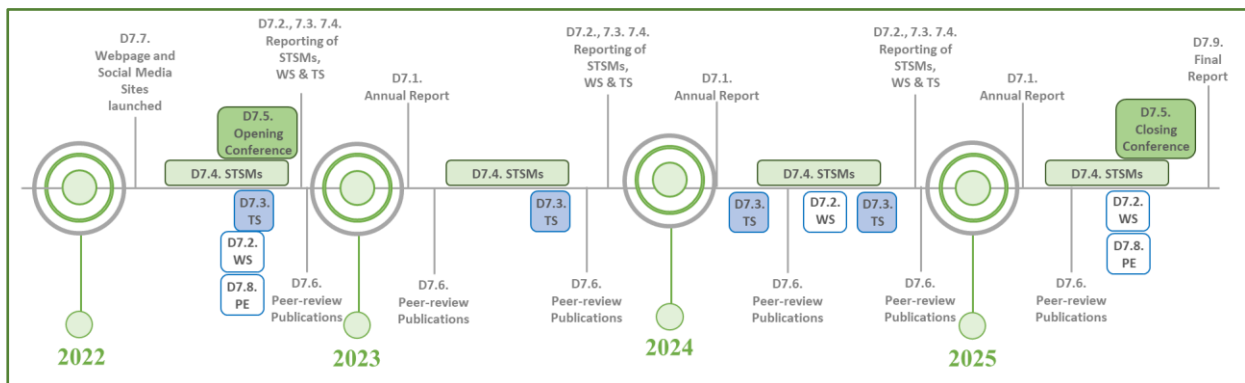 D7.7.
Webpage and
Social Media
Sites
launched
D7.2., 7.3. 7.4.
Reporting of
STSMs,
WS & TS
D7.1.
Annual Report
D7.2., 7.3. 7.4.
Reporting of
STSMs,
WS & TS
D7.1.
Annual Report
D7.2., 7.3. 7.4.
Reporting of
STSMs,
WS & TS
D7.1.
Annual Report
D7.9.
Final
Report
D7.5.
Opening
Conference
D7.5.
Closing
Conference
D7.4. STSMs
D7.4. STSMs
D7.4. STSMs
D7.4. STSMs
D7.3.
TS
D7.2.
WS
D7.8.
PE
D7.3.
TS
D7.3.
TS
D7.2.
WS
D7.3.
TS
D7.2.
WS
D7.8.
PE
D7.6.
Peer-review
Publications
D7.6.
Peer-review
Publications
D7.6.
Peer-review
Publications
D7.6.
Peer-review
Publications
D7.6.
Peer-review
Publications
D7.6.
Peer-review
Publications
2022
2023
2024
2025